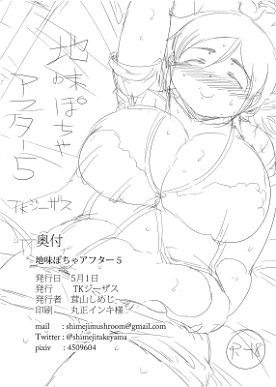 地味ぽちゃ
アフター5
TKジーザス
奥付
地味ぽちゃアフター5
発行日　5月1日
発行　TKジーザス
発行者　茸山しめじ
印刷　丸正インキ様
mail　: shimejimushroom@gmail.com
Twitter : @shimejitakeyama
pixiv　: 4509604
R-18